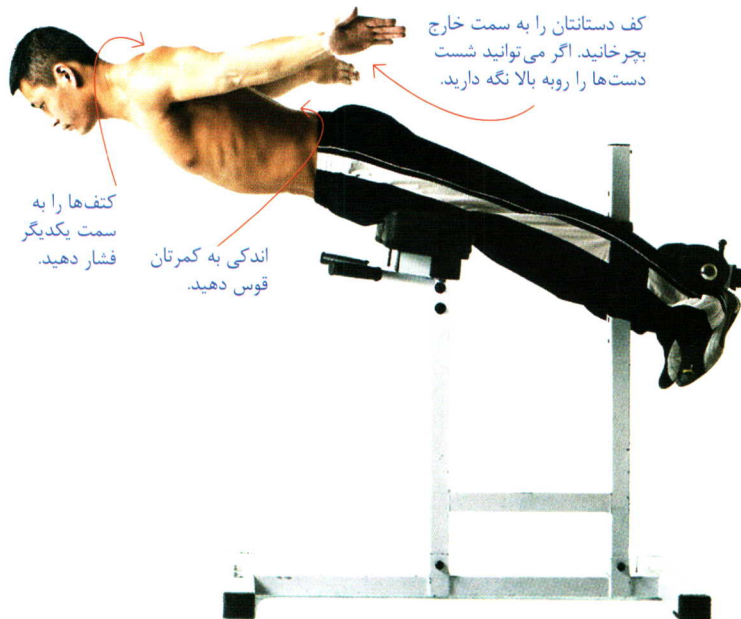 کف دستانتان را به سمت خارج
بچرخانید. اگر می‌توانید شست
دست‌ها را روبه بالا نگه دارید.
کتف‌ها را به
سمت یکدیگر
فشار دهید.
اندکی به کمرتان
قوس دهید.